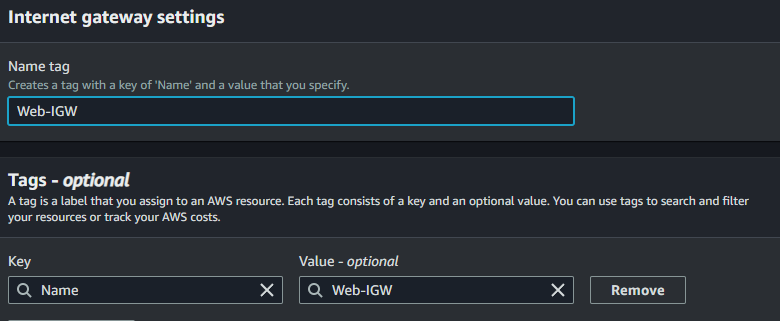 Internet gateway settings
Name tag
Creates a tag with a key of 'Name' and a value that you specify.
Web-IGW
Tags - optional
A tag is a label that you assign to an AWS resource. Each tag consists of a key and an optional value. You can use tags to search and filter
your resources or track your AWS costs.
Key Value - optional
Name Web-IGW Remove